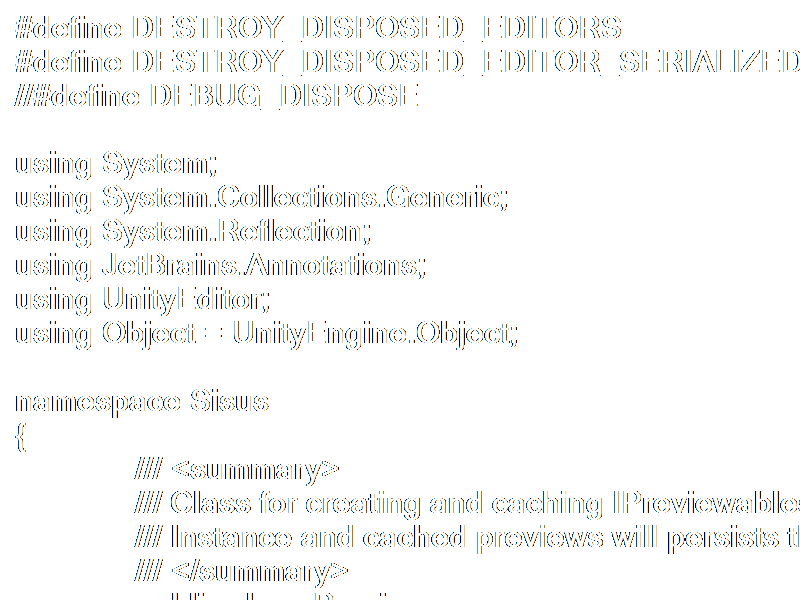 #define DESTROY_DISPOSED_EDITORS
#define DESTROY_DISPOSED_EDITOR_SERIALIZED
//#define DEBUG_DISPOSE
using System;
using System.Collections.Generic;
using System.Reflection;
using JetBrains.Annotations;
using UnityEditor;
using Object = UnityEngine.Object;
namespace Sisus
{
/// <summary>
/// Class for creating and caching IPreviewables
/// Instance and cached previews will persists
/// </summary>